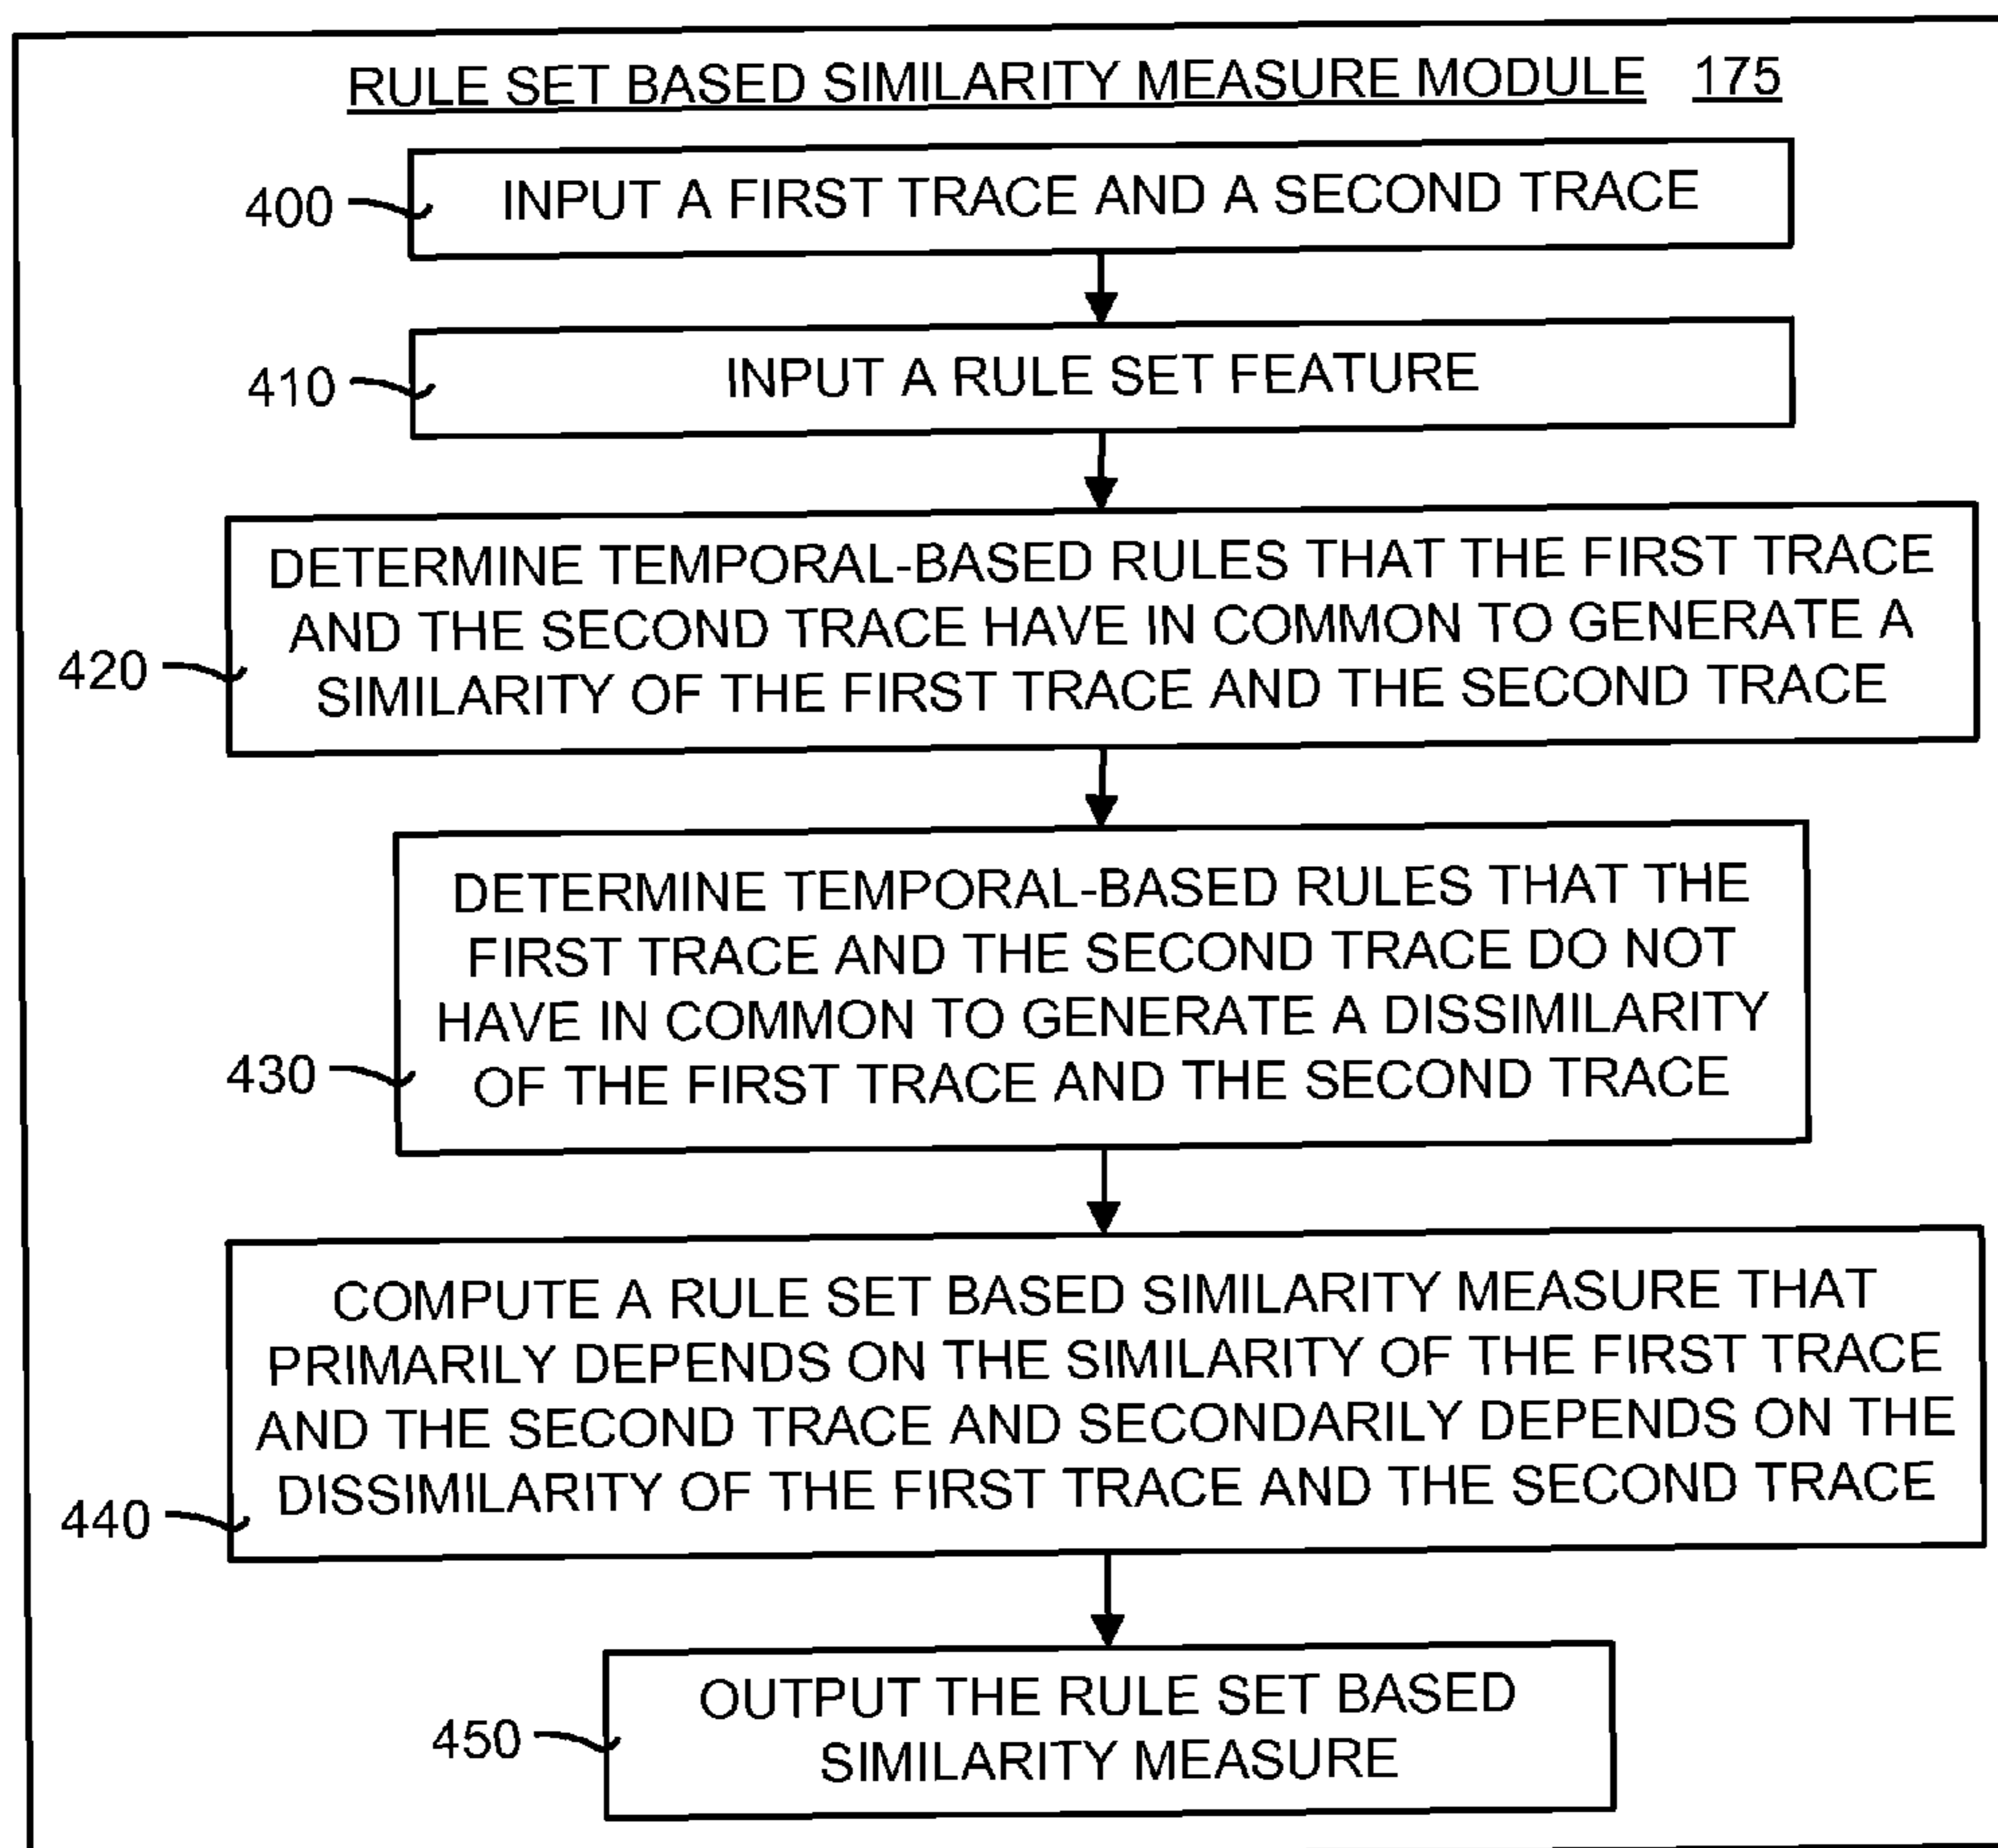 RULE SET BASED SIMILARITY MEASURE MODULE 175
400
INPUT A FIRST TRACE AND A SECOND TRACE
410
INPUT A RULE SET FEATURE
420
DETERMINE TEMPORAL-BASED RULES THAT THE FIRST TRACE
AND THE SECOND TRACE HAVE IN COMMON TO GENERATE A
SIMILARITY OF THE FIRST TRACE AND THE SECOND TRACE
430
DETERMINE TEMPORAL-BASED RULES THAT THE
FIRST TRACE AND THE SECOND TRACE DO NOT
HAVE IN COMMON TO GENERATE A DISSIMILARITY
OF THE FIRST TRACE AND THE SECOND TRACE
440
COMPUTE A RULE SET BASED SIMILARITY MEASURE THAT
PRIMARILY DEPENDS ON THE SIMILARITY OF THE FIRST TRACE
AND THE SECOND TRACE AND SECONDARILY DEPENDS ON THE
DISSIMILARITY OF THE FIRST TRACE AND THE SECOND TRACE
450
OUTPUT THE RULE SET BASED
SIMILARITY MEASURE